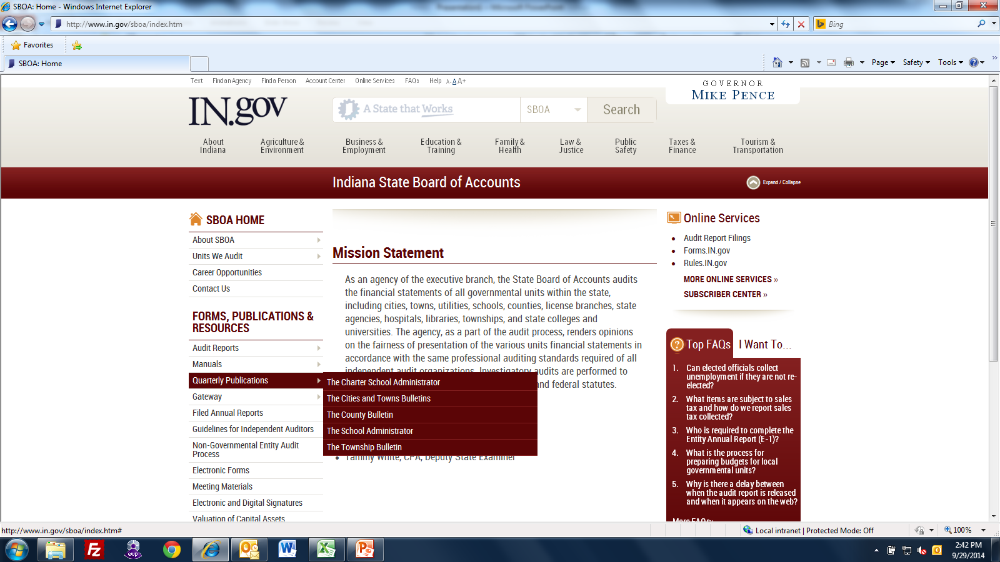 SBOA: Home - Windows Internet Explorer
http://www.in.gov/sboa/index.htm
Bing
Favorites
SBOA: Home
Page
Safety
Tools
Text Find an Agency Find a Person Account Center Online Services FAQs Help A- A A+
GOVERNOR
MIKE PENCE
IN.gov
A State that Works
SBOA
Search
About
Indiana
Agriculture &
Environment
Business &
Employment
Education &
Training
Family &
Health
Law &
Justice
Public
Safety
Taxes &
Finance
Tourism &
Transportation
Indiana State Board of Accounts
Expand / Collapse
SBOA HOME
About SBOA
Units We Audit
Career Opportunities
Contact Us
FORMS, PUBLICATIONS &
RESOURCES
Audit Reports
Manuals
Quarterly Publications
Gateway
Filed Annual Reports
Guidelines for Independent Auditors
Non-Governmental Entity Audit
Process
Electronic Forms
Meeting Materials
Electronic and Digital Signatures
Valuation of Capital Assets
The Charter School Administrator
The Cities and Towns Bulletins
The County Bulletin
The School Administrator
The Township Bulletin
Mission Statement
As an agency of the executive branch, the State Board of Accounts audits
the financial statements of all governmental units within the state,
including cities, towns, utilities, schools, counties, license branches, state
agencies, hospitals, libraries, townships, and state colleges and
universities. The agency, as a part of the audit process, renders opinions
on the fairness of presentation of the various units financial statements in
accordance with the same professional auditing standards required of all
independent audit organizations. Investigatory audits are performed to
and federal statutes.
Tammy White, CPA, Deputy State Examiner
Online Services
Audit Report Filings
Forms.IN.gov
Rules.IN.gov
MORE ONLINE SERVICES »
SUBSCRIBER CENTER »
Top FAQs
I Want To...
1. Can elected officials collect
unemployment if they are not re-
elected?
2. What items are subject to sales
tax and how do we report sales
tax collected?
3. Who is required to complete the
Entity Annual Report (E-1)?
4. What is the process for
preparing budgets for local
governmental units?
5. Why is there a delay between
when the audit report is released
and when it appears on the web?
More FAQs»
http://www.in.gov/sboa/index.htm#
Local intranet | Protected Mode: Off
100%
ewp
2:42 PM
9/29/2014